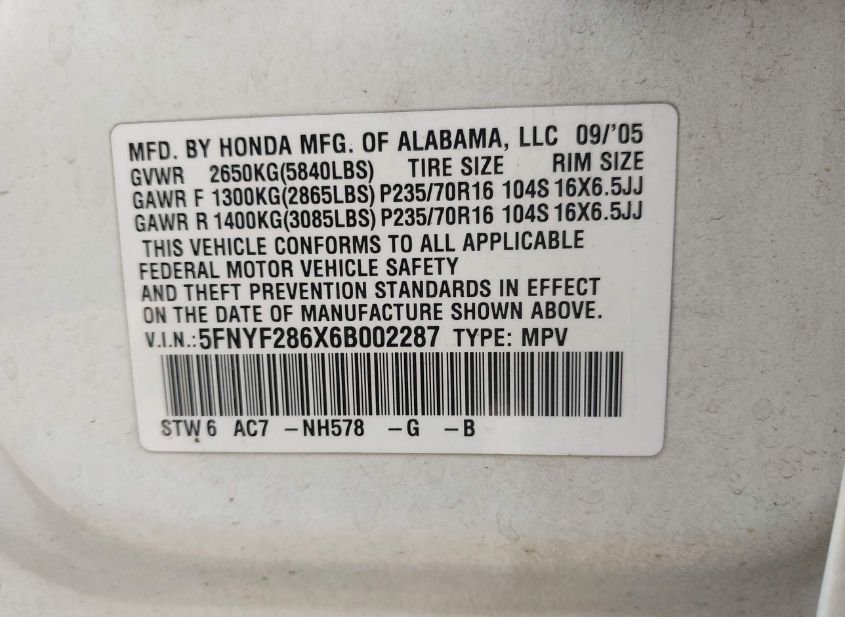 MFD. BY HONDA MFG. OF ALABAMA, LLC 09/'05
GVWR 2650KG(5840LBS) TIRE SIZE RIM SIZE
GAWR F 1300KG(2865LBS) P235/70R16 104S 16X6.5JJ
GAWR R 1400KG(3085LBS) P235/70R16 104S 16X6.5JJ
THIS VEHICLE CONFORMS TO ALL APPLICABLE
FEDERAL MOTOR VEHICLE SAFETY
AND THEFT PREVENTION STANDARDS IN EFFECT
ON THE DATE OF MANUFACTURE SHOWN ABOVE.
V.I.N.:5FNYF286X6B002287 TYPE: MPV
STW 6 AC7 -NH578 -G -B